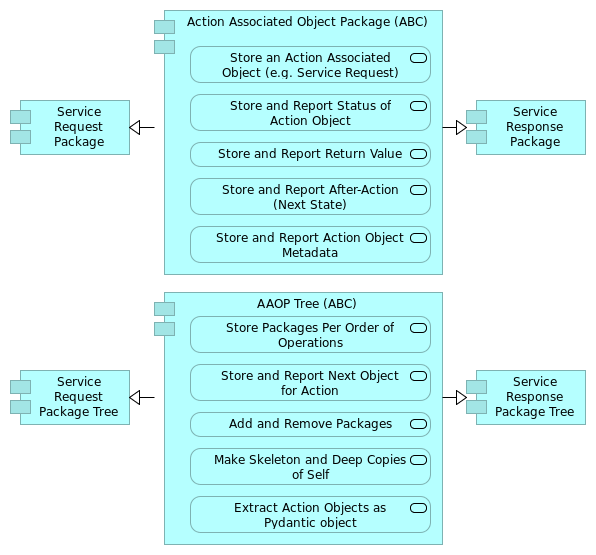 Action Associated Object Package (ABC)
Store an Action Associated
Object (e.g. Service Request)
Store and Report Status of
Action Object
Store and Report Return Value
Store and Report After-Action
(Next State)
Store and Report Action Object
Metadata
Service
Request
Package
Service
Response
Package
AAOP Tree (ABC)
Store Packages Per Order of
Operations
Store and Report Next Object
for Action
Add and Remove Packages
Make Skeleton and Deep Copies
of Self
Extract Action Objects as
Pydantic object
Service
Request
Package Tree
Service
Response
Package Tree